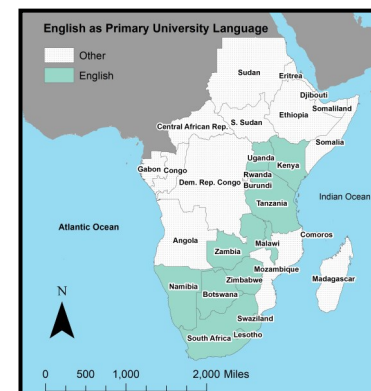 English as Primary University Language
Other
English
Sudan
Eritrea
Djibouti
Somaliland
Ethiopia
S. Sudan
Central African Rep.
Somalia
Uganda
Kenya
Gabon
Congo
Rwanda
Dem. Rep. Congo
Burundi
Indian Ocean
Tanzania
Atlantic Ocean
Comoros
Angola
Malawi
Zambia
Mozambique
Zimbabwe
Madagascar
Namibia
Botswana
N
Swaziland
South Africa
Lesotho
0 500 1,000 2,000 Miles